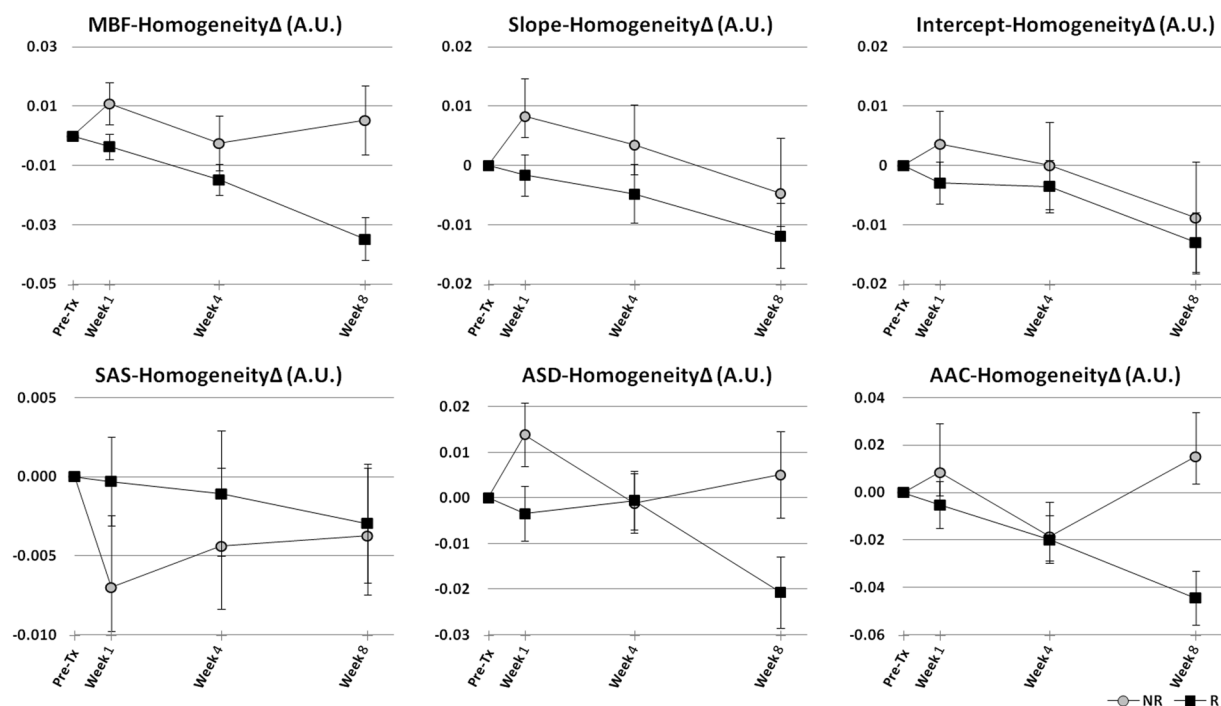 MBF-HomogeneityΔ (A.U.)
0.03
0.01
-0.01
-0.03
-0.05
Pre-Tx
Week 1
Week 4
Week 8
Slope-HomogeneityΔ (A.U.)
0.02
0.01
0
-0.01
-0.02
Pre-Tx
Week 1
Week 4
Week 8
Intercept-HomogeneityΔ (A.U.)
0.02
0.01
0
-0.01
-0.02
Pre-Tx
Week 1
Week 4
Week 8
SAS-HomogeneityΔ (A.U.)
0.005
0.000
-0.005
-0.010
Pre-Tx
Week 1
Week 4
Week 8
ASD-HomogeneityΔ (A.U.)
0.02
0.01
0.00
-0.01
-0.02
-0.03
Pre-Tx
Week 1
Week 4
Week 8
AAC-HomogeneityΔ (A.U.)
0.04
0.02
0.00
-0.02
-0.04
-0.06
Pre-Tx
Week 1
Week 4
Week 8
NR R